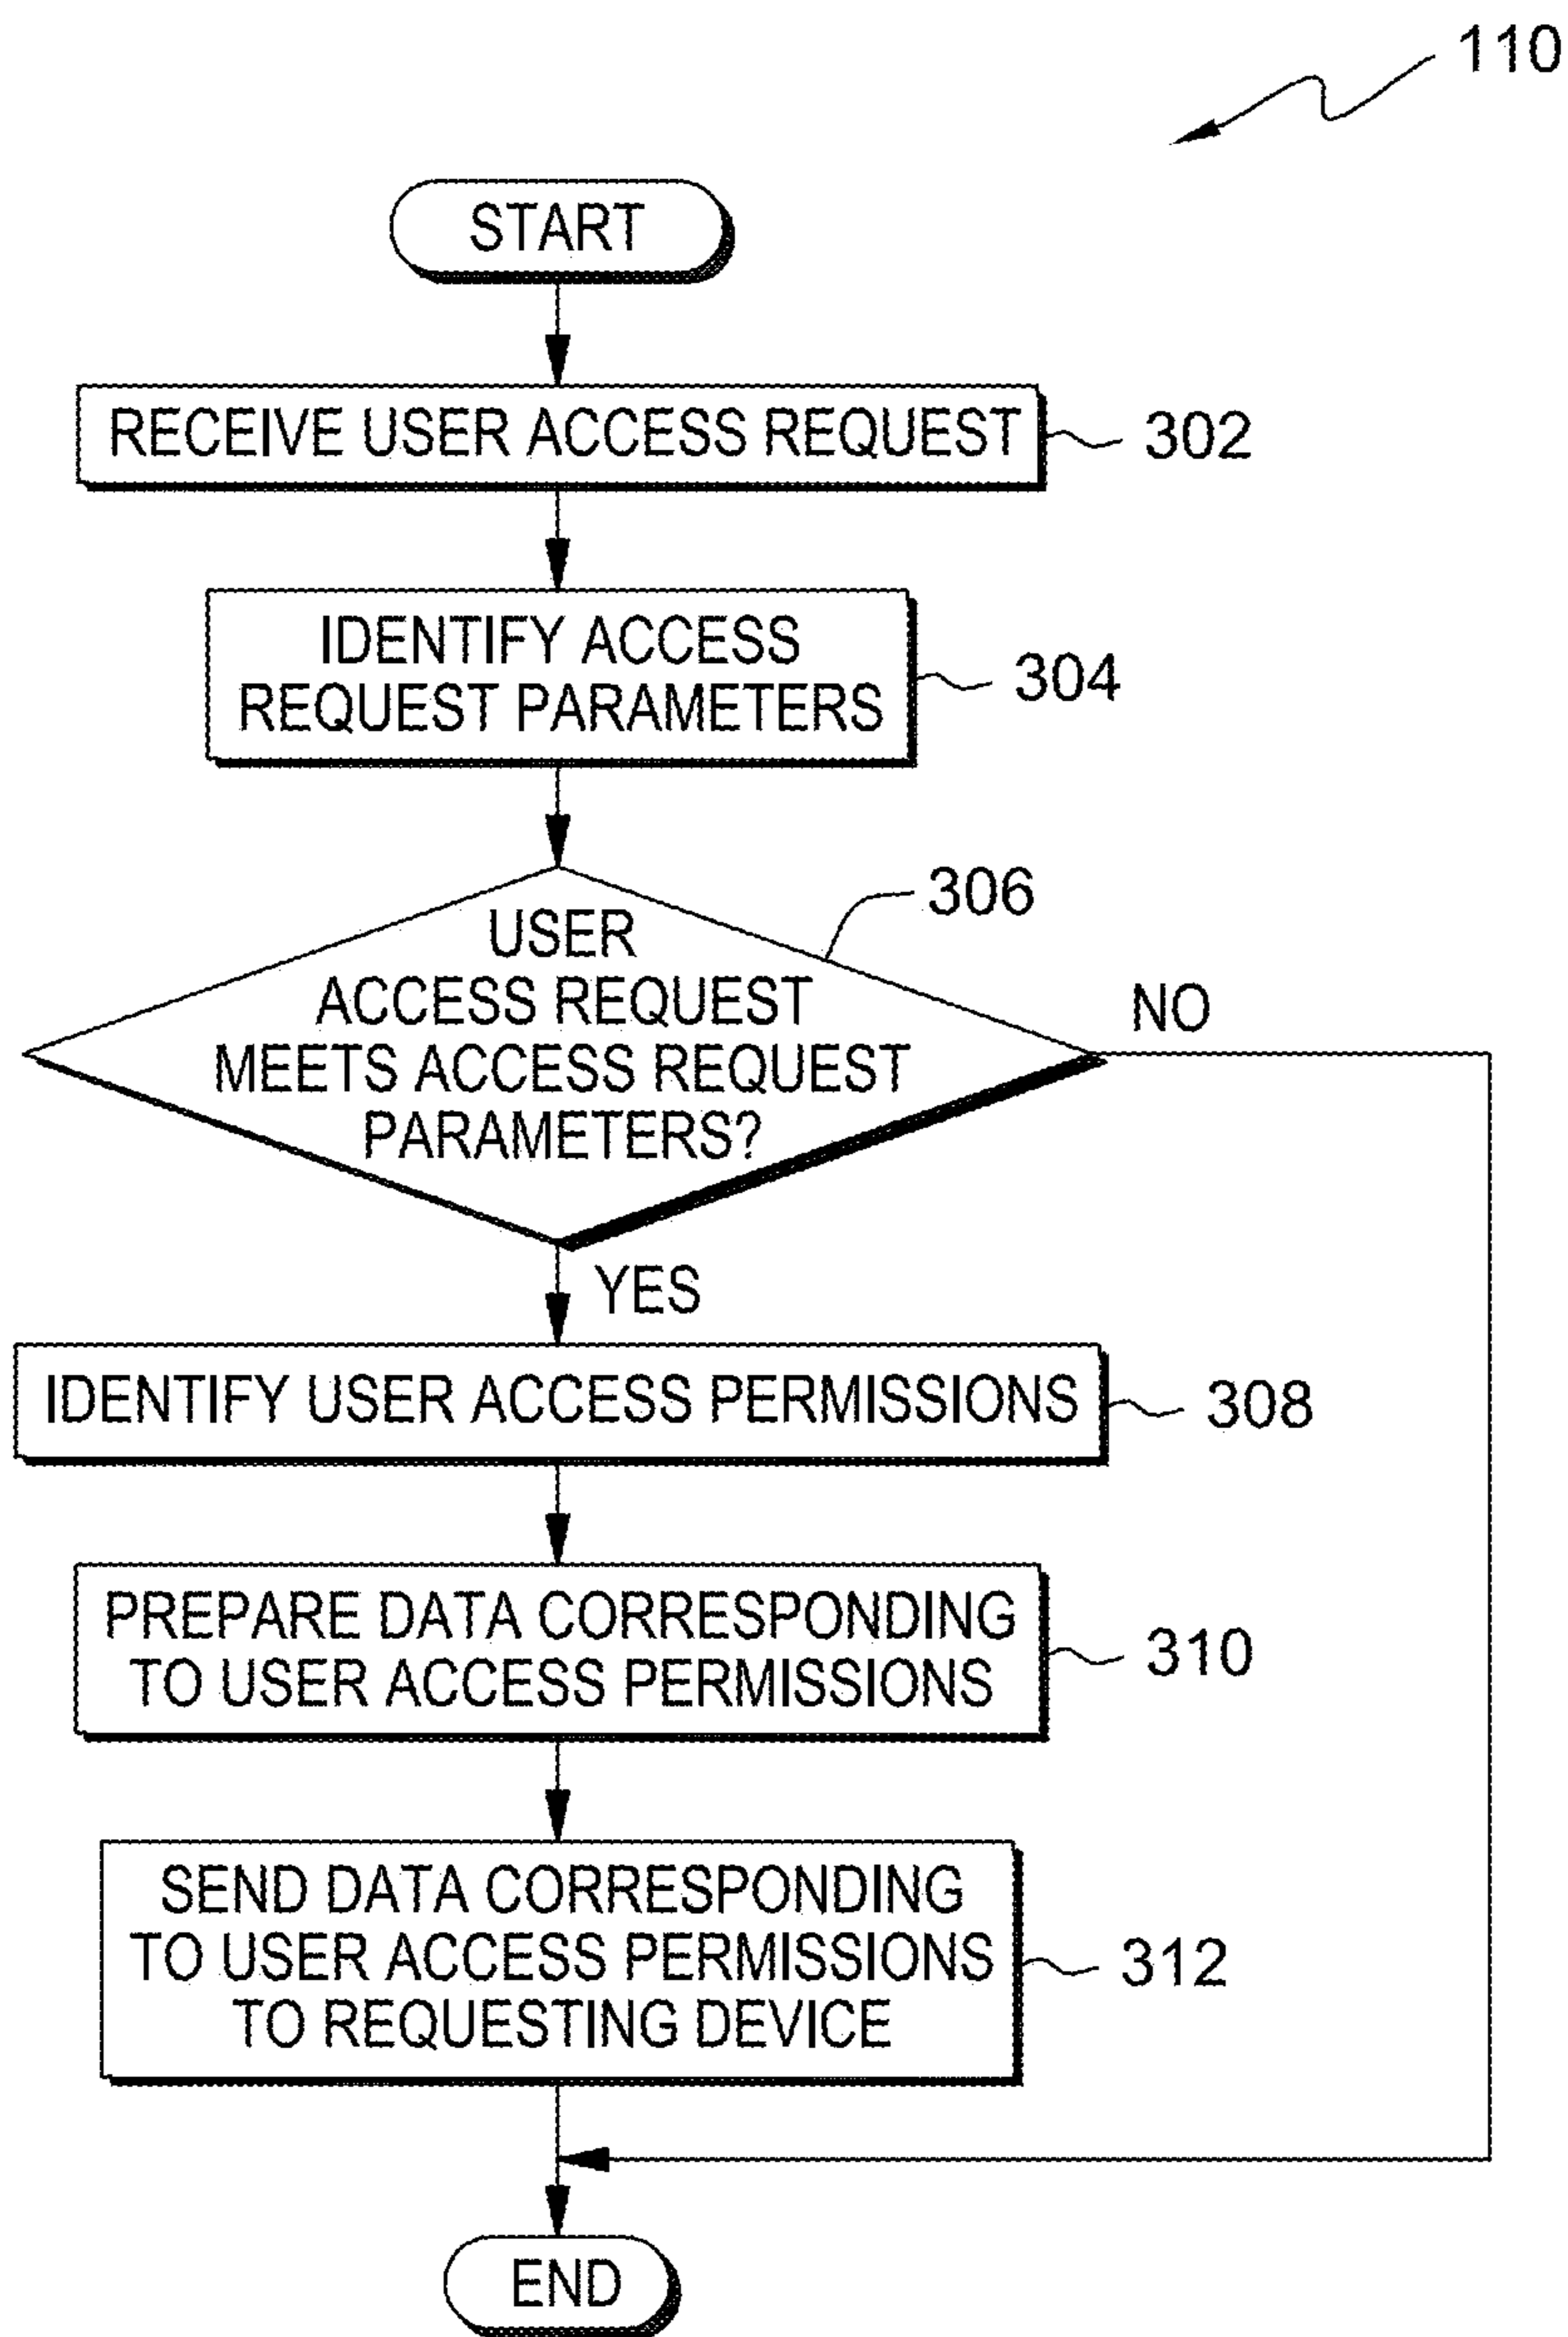 110
START
RECEIVE USER ACCESS REQUEST
302
IDENTIFY ACCESS
REQUEST PARAMETERS
304
306
USER
ACCESS REQUEST
MEETS ACCESS REQUEST
PARAMETERS?
NO
YES
IDENTIFY USER ACCESS PERMISSIONS
308
PREPARE DATA CORRESPONDING
TO USER ACCESS PERMISSIONS
310
SEND DATA CORRESPONDING
TO USER ACCESS PERMISSIONS
TO REQUESTING DEVICE
312
END